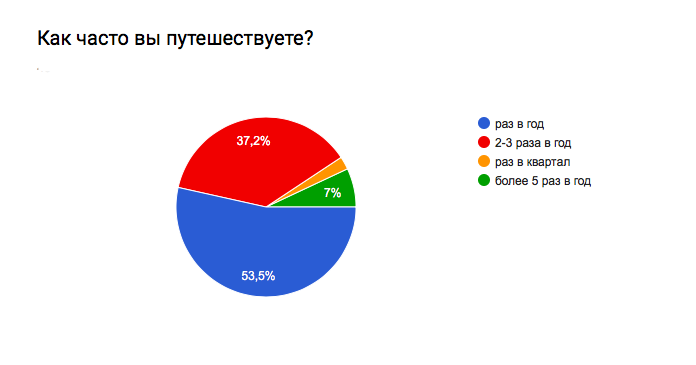 Как часто вы путешествуете?
37,2%
7%
53,5%
раз в год
2-3 раза в год
раз в квартал
более 5 раз в год